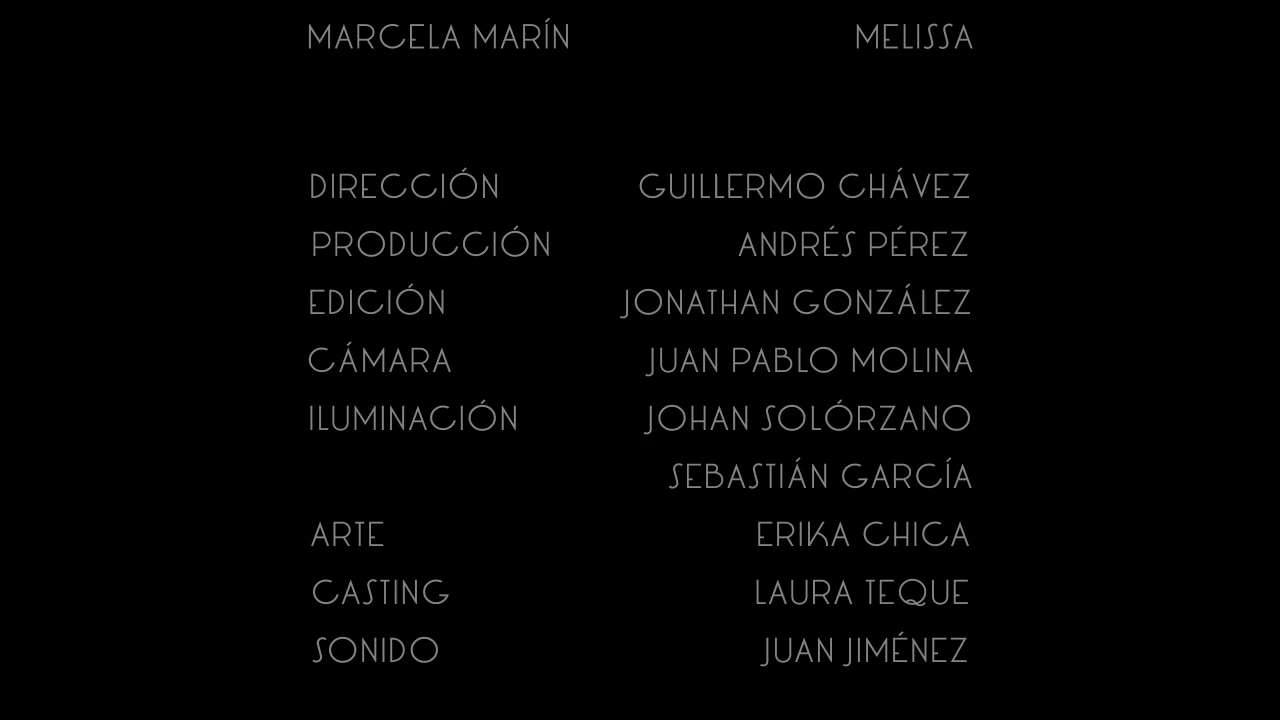 MARCELA MARÍN MELISSA
DIRECCIÓN GUILLERMO CHÁVEZ
PRODUCCIÓN ANDRÉS PÉREZ
EDICIÓN JONATHAN GONZÁLEZ
CÁMARA JUAN PABLO MOLINA
ILUMINACIÓN JOHAN SOLÓRZANO
SEBASTIÁN GARCÍA
ARTE ERIKA CHICA
CASTING LAURA TEQUE
SONIDO JUAN JIMÉNEZ